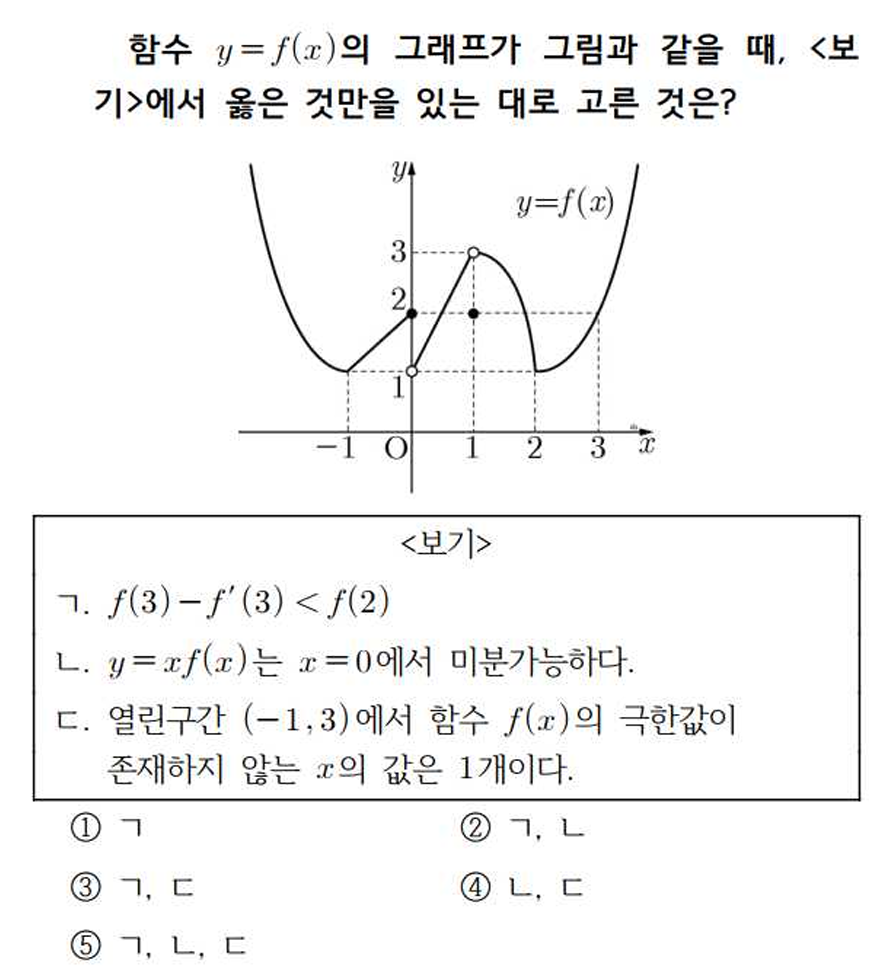 함수 y=f(x)의 그래프가 그림과 같을 때, <보
기>에서 옳은 것만을 있는 대로 고른 것은?
y
y=f(x)
3
2
1
−1 O 1 2 3 x
<보기>
ㄱ. f(3)−f′(3)<f(2)
ㄴ. y=xf(x)는 x=0에서 미분가능하다.
ㄷ. 열린구간 (−1, 3)에서 함수 f(x)의 극한값이
존재하지 않는 x의 값은 1개이다.
① ㄱ ② ㄱ, ㄴ
③ ㄱ, ㄷ ④ ㄴ, ㄷ
⑤ ㄱ, ㄴ, ㄷ